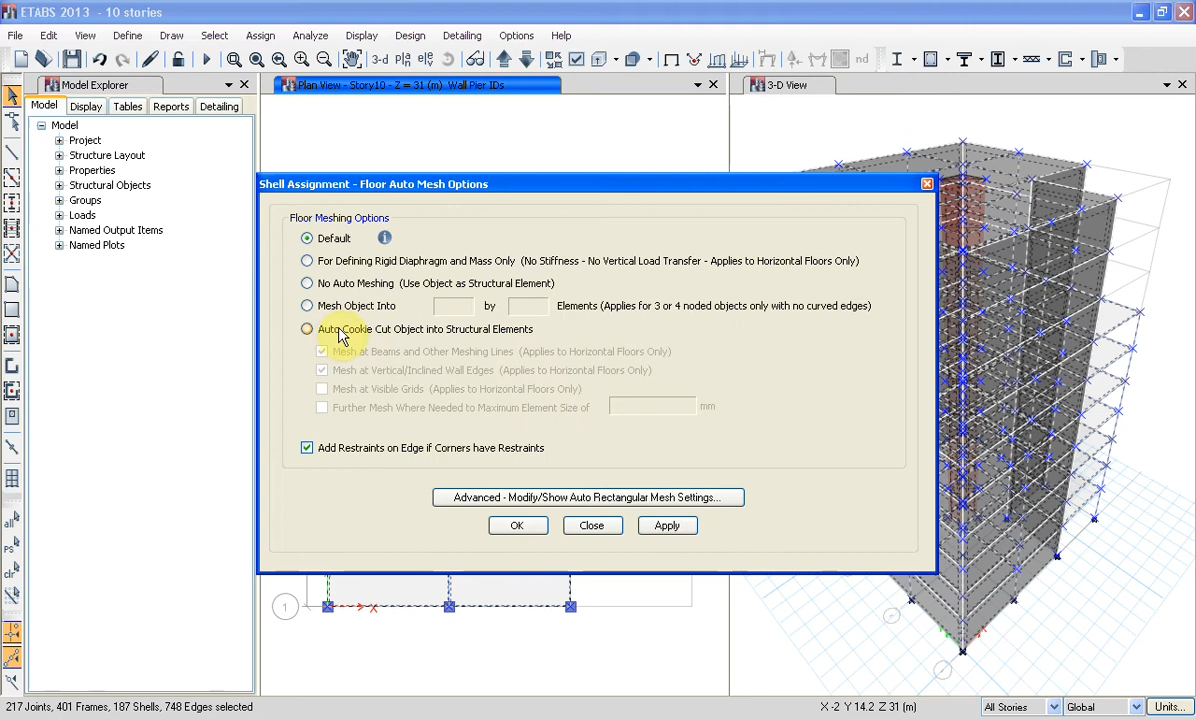 ETABS 2013 - 10 stories
File Edit View Define Draw Select Assign Analyze Display Design Detailing Options Help
3-d plän elë nd
Model Explorer
Plan View - Story10 - Z = 31 (m) Wall Pier IDs
3-D View
Model Display Tables Reports Detailing
Model
Project
Structure Layout
Properties
Structural Objects
Groups
Loads
Named Output Items
Named Plots
all
PS
clr
Shell Assignment - Floor Auto Mesh Options
Floor Meshing Options
Default
For Defining Rigid Diaphragm and Mass Only (No Stiffness - No Vertical Load Transfer - Applies to Horizontal Floors Only)
No Auto Meshing (Use Object as Structural Element)
Mesh Object Into by Elements (Applies for 3 or 4 noded objects only with no curved edges)
Auto Cookie Cut Object into Structural Elements
Mesh at Beams and Other Meshing Lines (Applies to Horizontal Floors Only)
Mesh at Vertical/Inclined Wall Edges (Applies to Horizontal Floors Only)
Mesh at Visible Grids (Applies to Horizontal Floors Only)
Further Mesh Where Needed to Maximum Element Size of mm
Add Restraints on Edge if Corners have Restraints
Advanced - Modify/Show Auto Rectangular Mesh Settings...
OK Close Apply
1 X
217 Joints, 401 Frames, 187 Shells, 748 Edges selected
X -2 Y 14.2 Z 31 (m) All Stories Global Units...